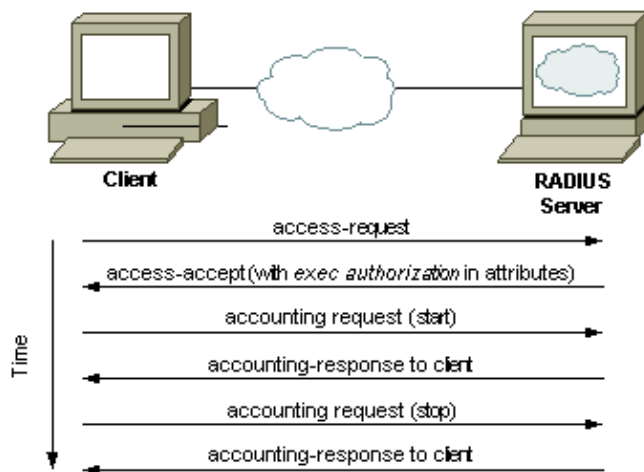 Client
RADIUS
Server
access-request
access-accept (with exec authorization in attributes)
accounting request (start)
accounting-response to client
accounting request (stop)
accounting-response to client
Time